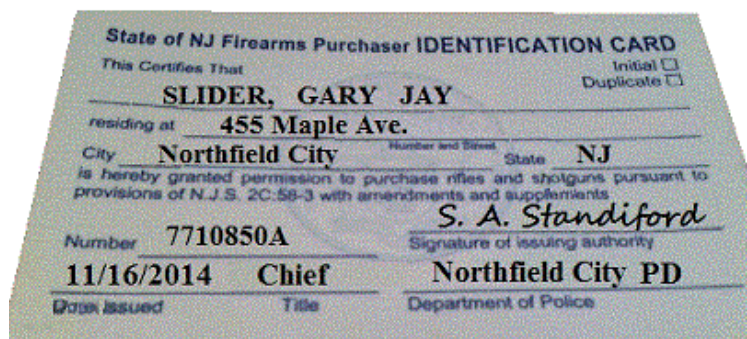 State of NJ Firearms Purchaser IDENTIFICATION CARD
This Certifies That Initial
Duplicate
SLIDER, GARY JAY
residing at 455 Maple Ave.
Number and Street
City Northfield City State NJ
is hereby granted permission to purchase rifles and shotguns pursuant to
provisions of N.J.S. 2C:58-3 with amendments and supplements
S. A. Standiford
Number 7710850A Signature of issuing authority
11/16/2014 Chief Northfield City PD
Date Issued Title Department of Police